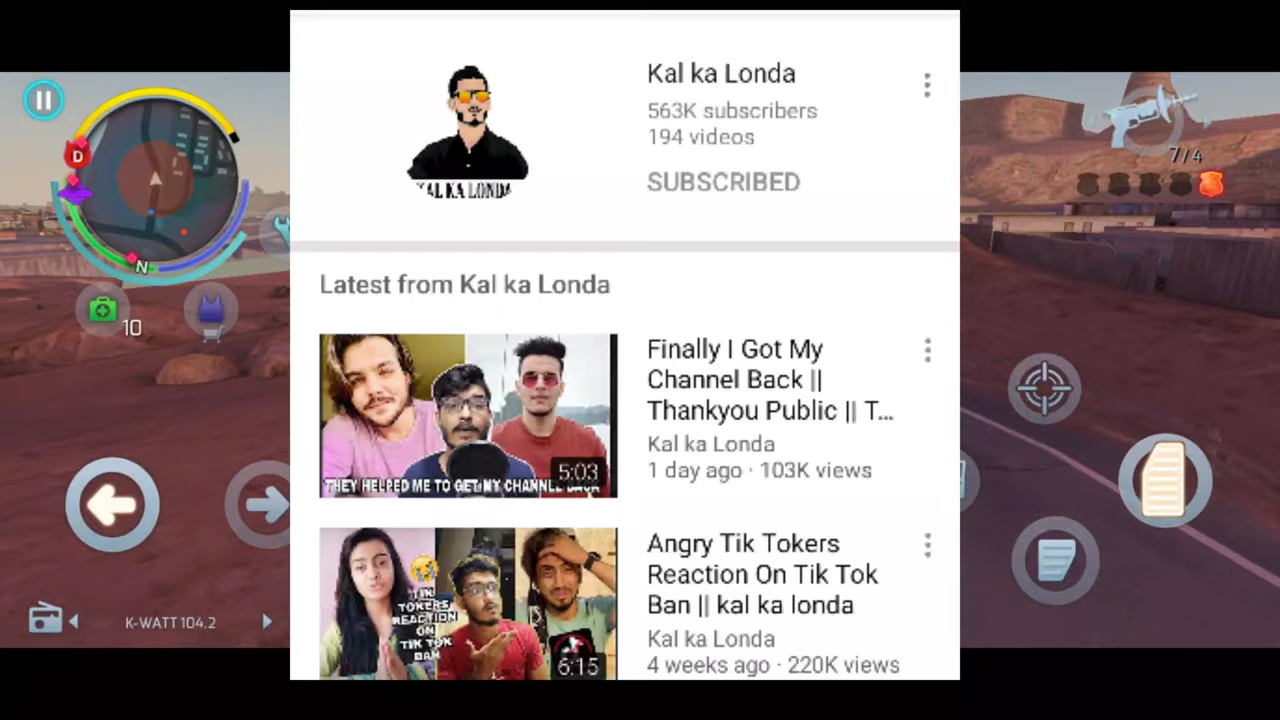 Kal ka Londa
563K subscribers
194 videos
SUBSCRIBED
KAL KA LONDA
Latest from Kal ka Londa
Finally I Got My
Channel Back ||
Thankyou Public || T...
Kal ka Londa
1 day ago · 103K views
5:03
THEY HELPED ME TO GET MY CHANNEL BACK
Angry Tik Tokers
Reaction On Tik Tok
Ban || kal ka londa
Kal ka Londa
4 weeks ago · 220K views
TIK
TOKERS
REACTION
ON
TIK TOK
BAN
6:15
D
N
10
7/4
K-WATT 104.2